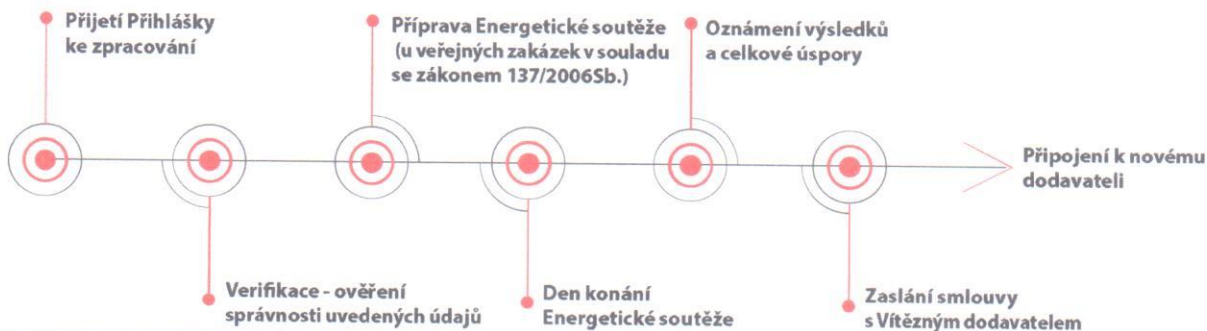 Přijetí Přihlášky
ke zpracování
Verifikace - ověření
správnosti uvedených údajů
Příprava Energetické soutěže
(u veřejných zakázek v souladu
se zákonem 137/2006Sb.)
Den konání
Energetické soutěže
Oznámení výsledků
a celkové úspory
Zaslání smlouvy
s Vítězným dodavatelem
Připojení k novému
dodavateli